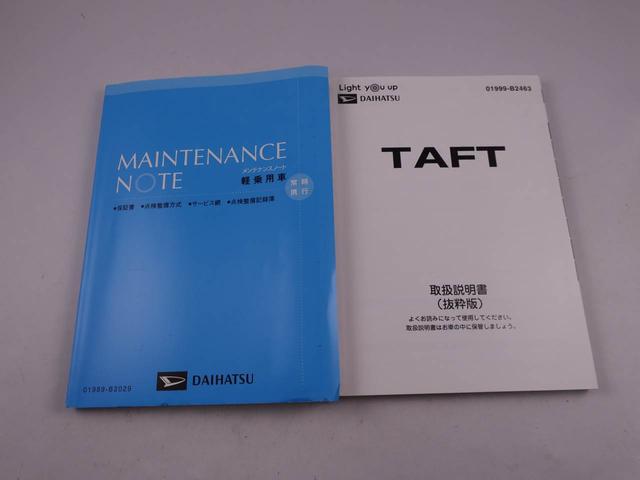 MAINTENANCE
NOTE
メンテナンスノート
軽乗用車
常時
携行
●保証書 ●点検整備方式 ●サービス網 ●点検整備記録簿
DAIHATSU
01989-B2029
Light you up
DAIHATSU
01999-B2463
TAFT
取扱説明書
（抜粋版）
よくお読みになって使用してください。
取扱説明書はお車の中に保管しましょう。